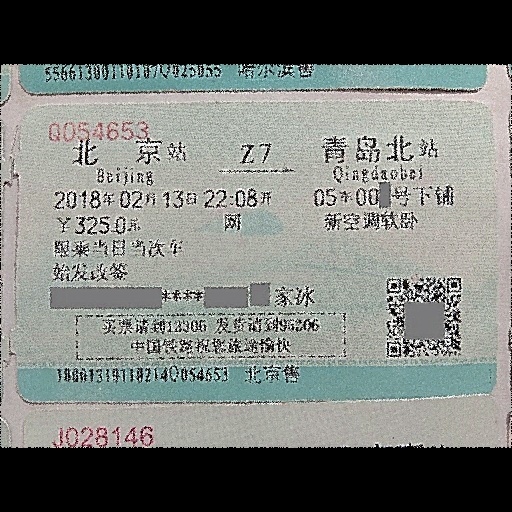 55661300110107Q025055 哈尔滨售
Q054653
北京站 Z7 青岛北站
Beijing Qingdaobei
2018年02月13日22:08开 05车00号下铺
￥325.0元 网 新空调软卧
限乘当日当次车
始发改签
****家冰
买票请到12306 发货请到95306
中国铁路祝您旅途愉快
10001310110214Q054653 北京售
J028146